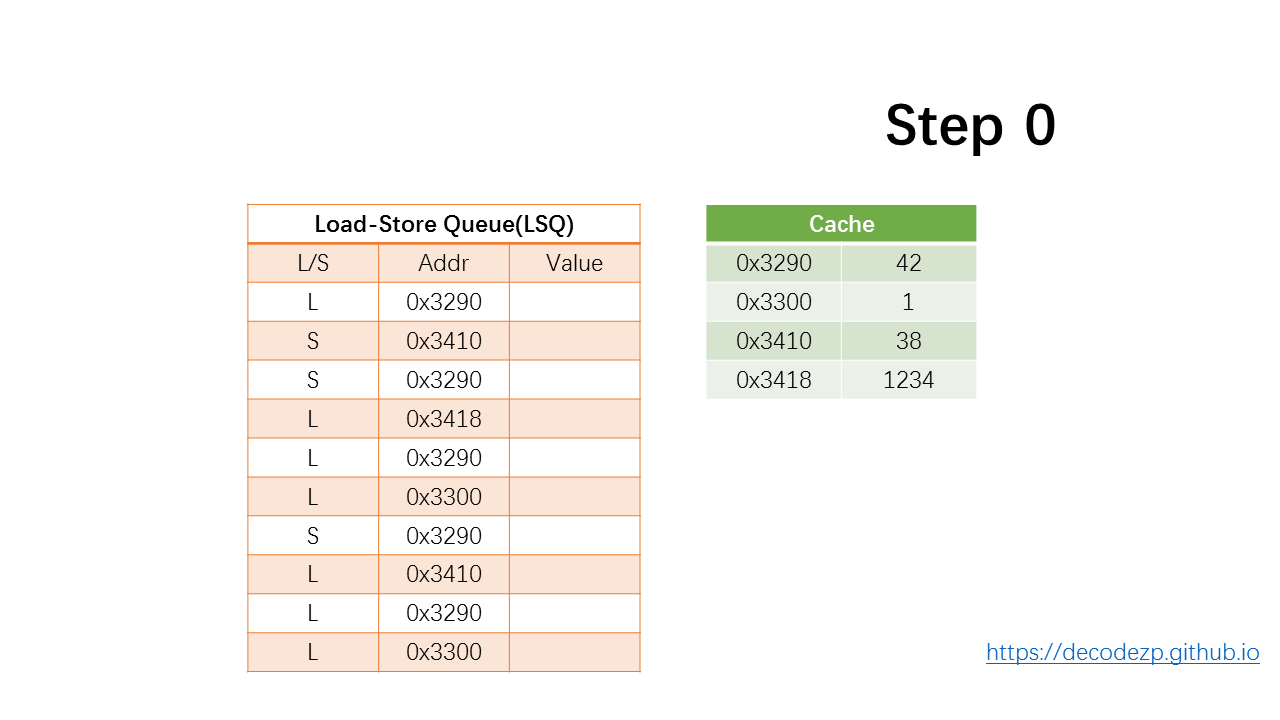 Step 0
Load-Store Queue(LSQ)
L/S Addr Value
L 0x3290
S 0x3410
S 0x3290
L 0x3418
L 0x3290
L 0x3300
S 0x3290
L 0x3410
L 0x3290
L 0x3300
Cache
0x3290 42
0x3300 1
0x3410 38
0x3418 1234
https://decodezp.github.io